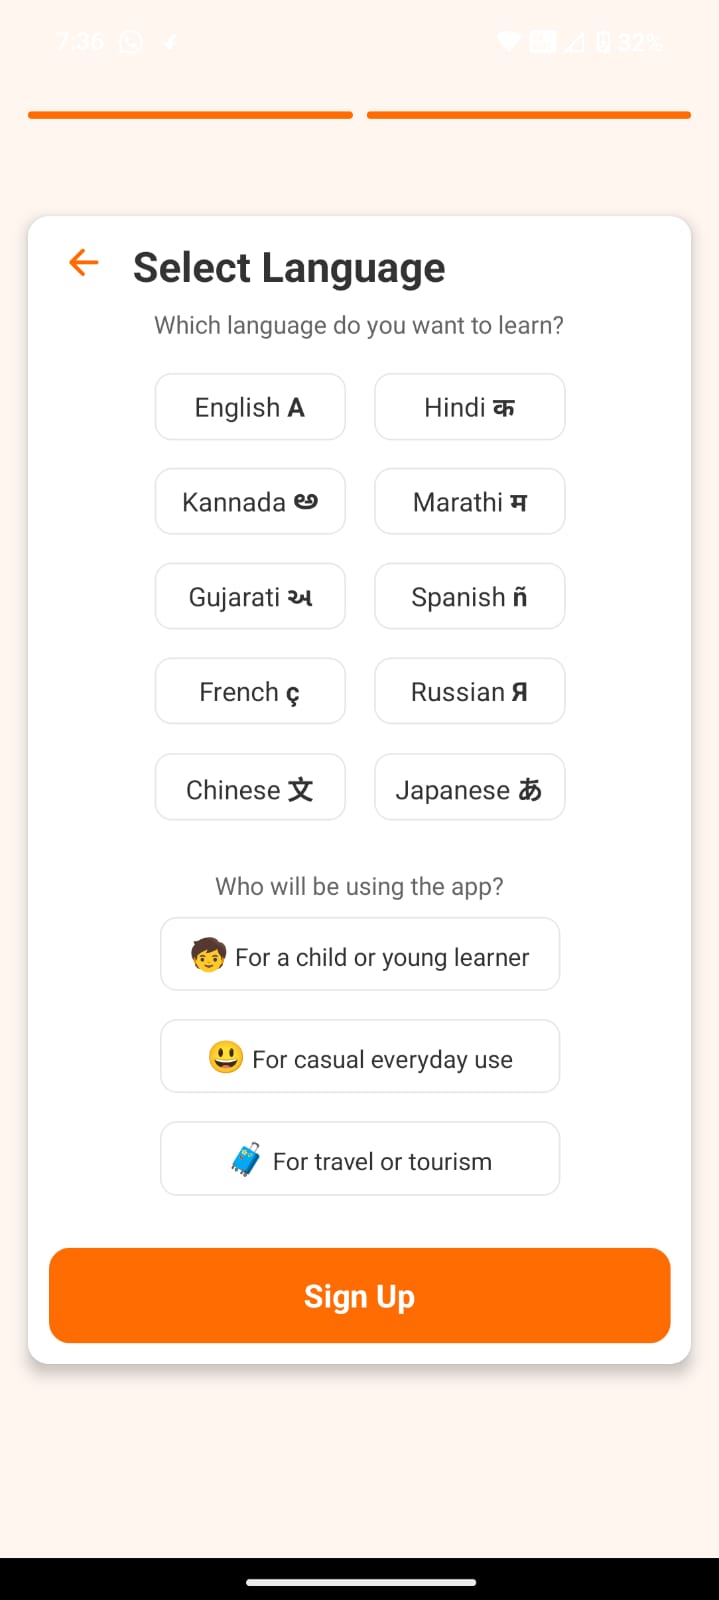 7:36 32%
Select Language
Which language do you want to learn?
English A
Hindi क
Kannada ಅ
Marathi म
Gujarati અ
Spanish ñ
French ç
Russian Я
Chinese 文
Japanese あ
Who will be using the app?
For a child or young learner
For casual everyday use
For travel or tourism
Sign Up